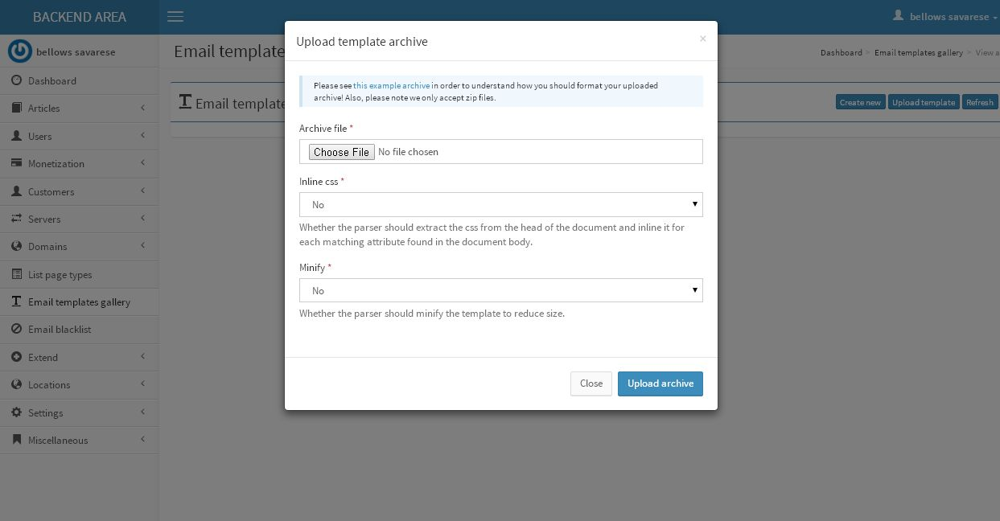 BACKEND AREA
bellows savarese
bellows savarese
Dashboard
Articles
Users
Monetization
Customers
Servers
Domains
List page types
Email templates gallery
Email blacklist
Extend
Locations
Settings
Miscellaneous
Email template
Dashboard > Email templates gallery > View a
Email template
Create new Upload template Refresh
Upload template archive
×
Please see this example archive in order to understand how you should format your uploaded
archive! Also, please note we only accept zip files.
Archive file *
Choose File No file chosen
Inline css *
No
Whether the parser should extract the css from the head of the document and inline it for
each matching attribute found in the document body.
Minify *
No
Whether the parser should minify the template to reduce size.
Close Upload archive